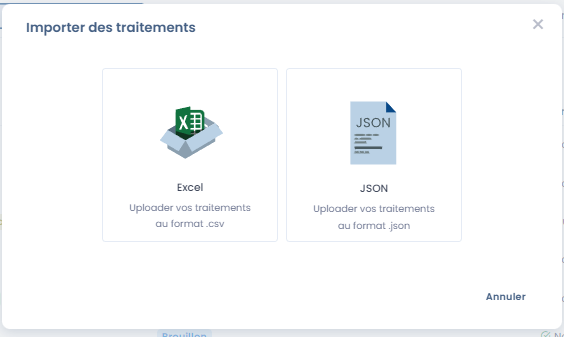 Importer des traitements
Excel
Uploader vos traitements
au format .csv
JSON
JSON
Uploader vos traitements
au format .json
Annuler
Brouillon